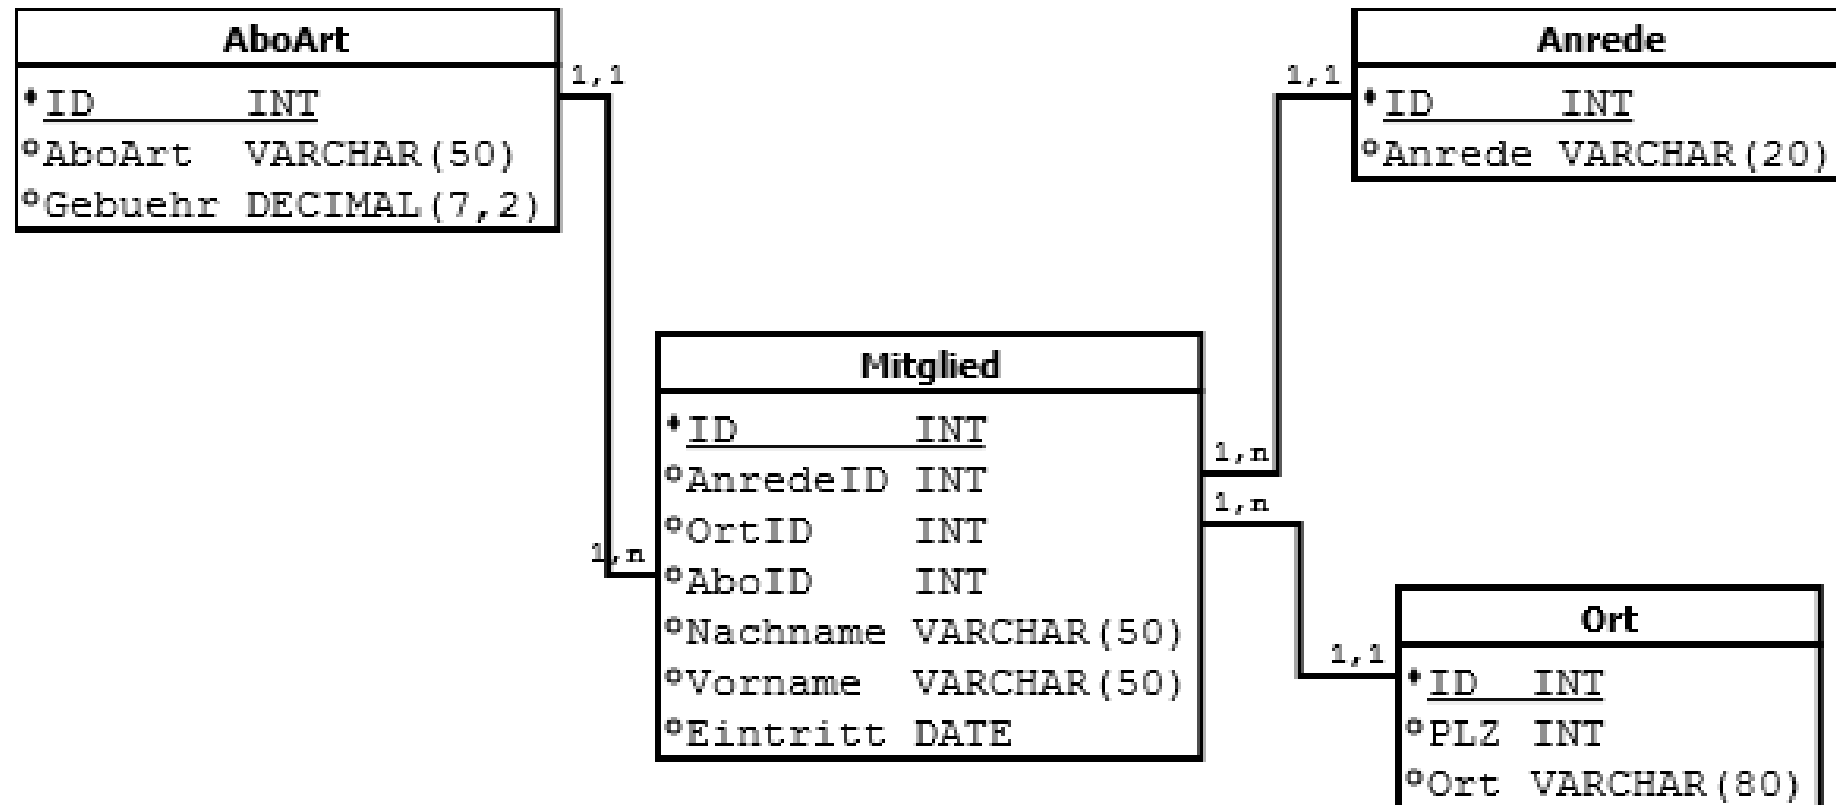 AboArt
ID INT
AboArt VARCHAR(50)
Gebuehr DECIMAL(7,2)
1,1
1,n
Anrede
ID INT
Anrede VARCHAR(20)
1,1
1,n
Mitglied
ID INT
AnredeID INT
OrtID INT
AboID INT
Nachname VARCHAR(50)
Vorname VARCHAR(50)
Eintritt DATE
1,n
1,1
Ort
ID INT
PLZ INT
Ort VARCHAR(80)